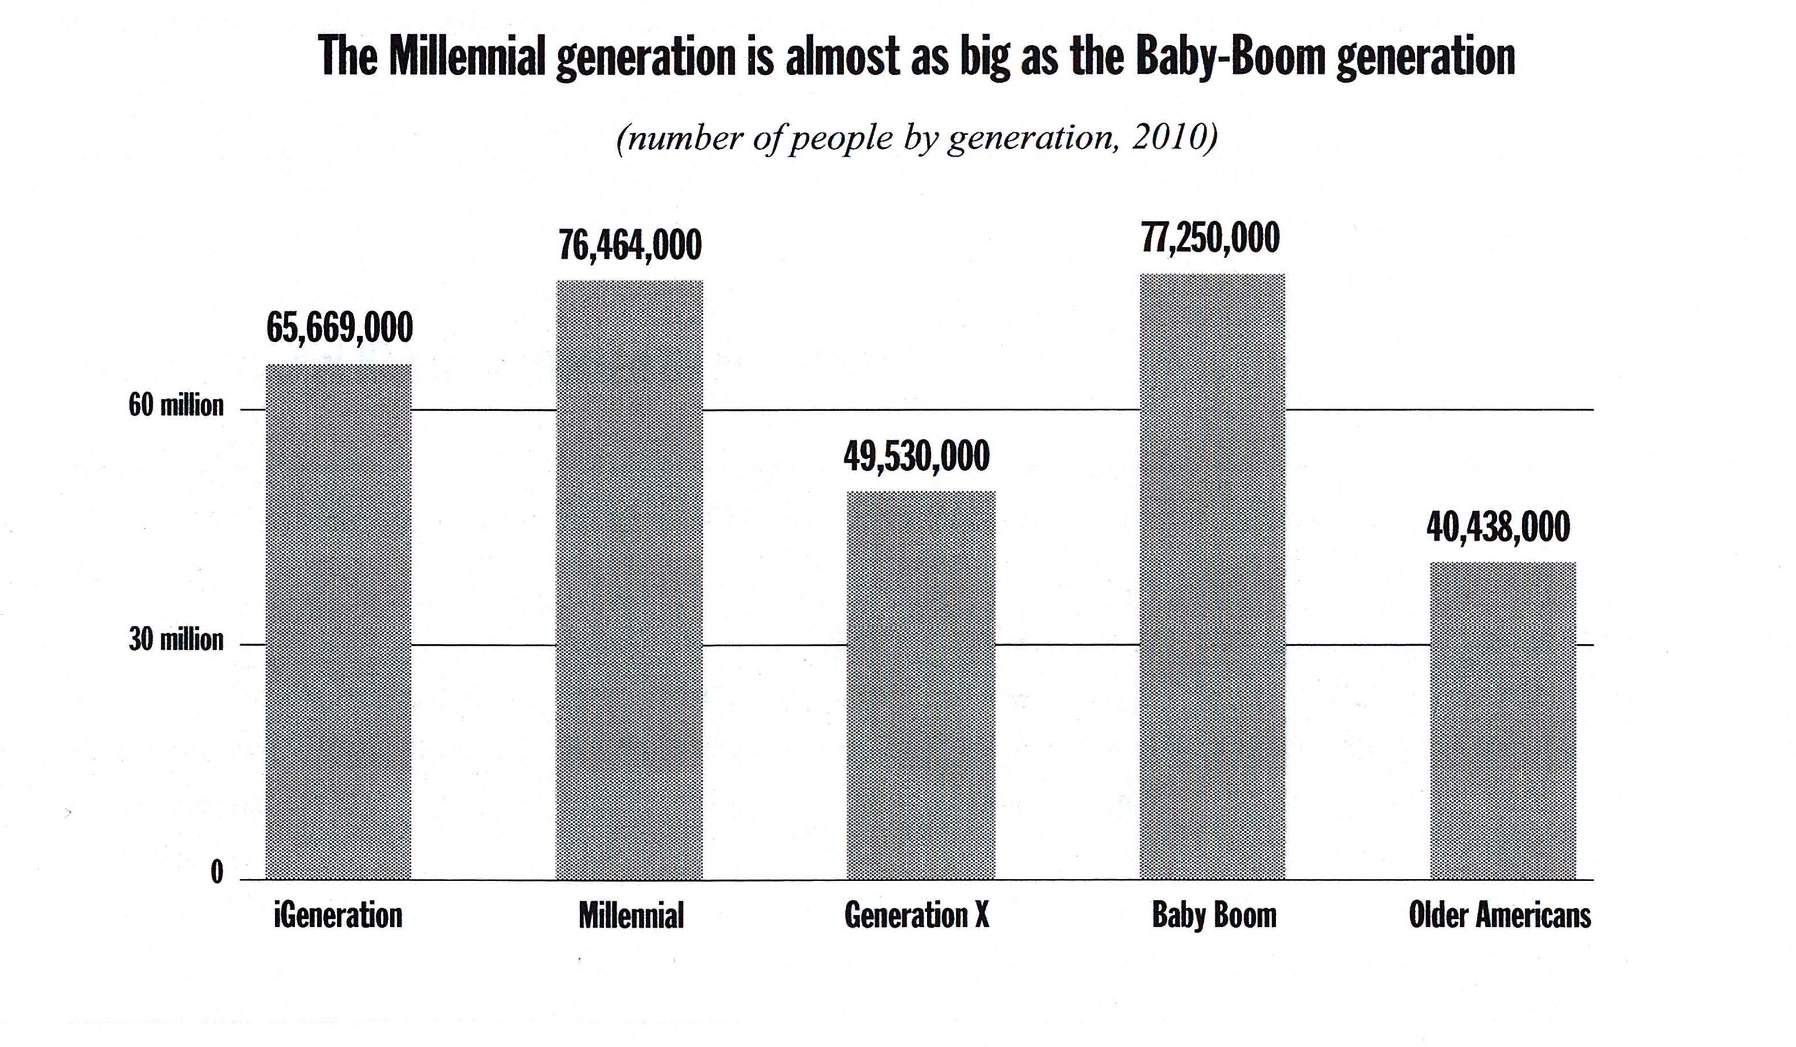 The Millennial generation is almost as big as the Baby-Boom generation
(number of people by generation, 2010)
77,250,000
76,464,000
65,669,000
60 million
49,530,000
40,438,000
30 million
0
iGeneration Millennial Generation X Baby Boom Older Americans